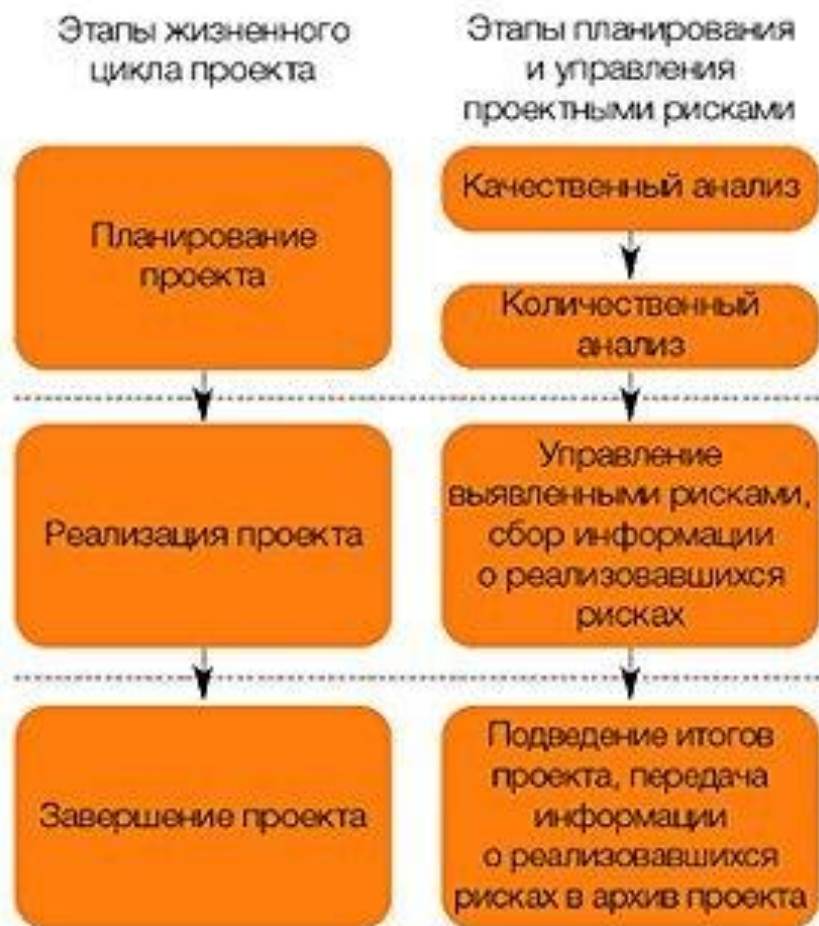 Этапы жизненного
цикла проекта
Этапы планирования
и управления
проектными рисками
Планирование
проекта
Качественный анализ
Количественный
анализ
Реализация проекта
Управление
выявленными рисками,
сбор информации
о реализовавшихся
рисках
Завершение проекта
Подведение итогов
проекта, передача
информации
о реализовавшихся
рисках в архив проекта